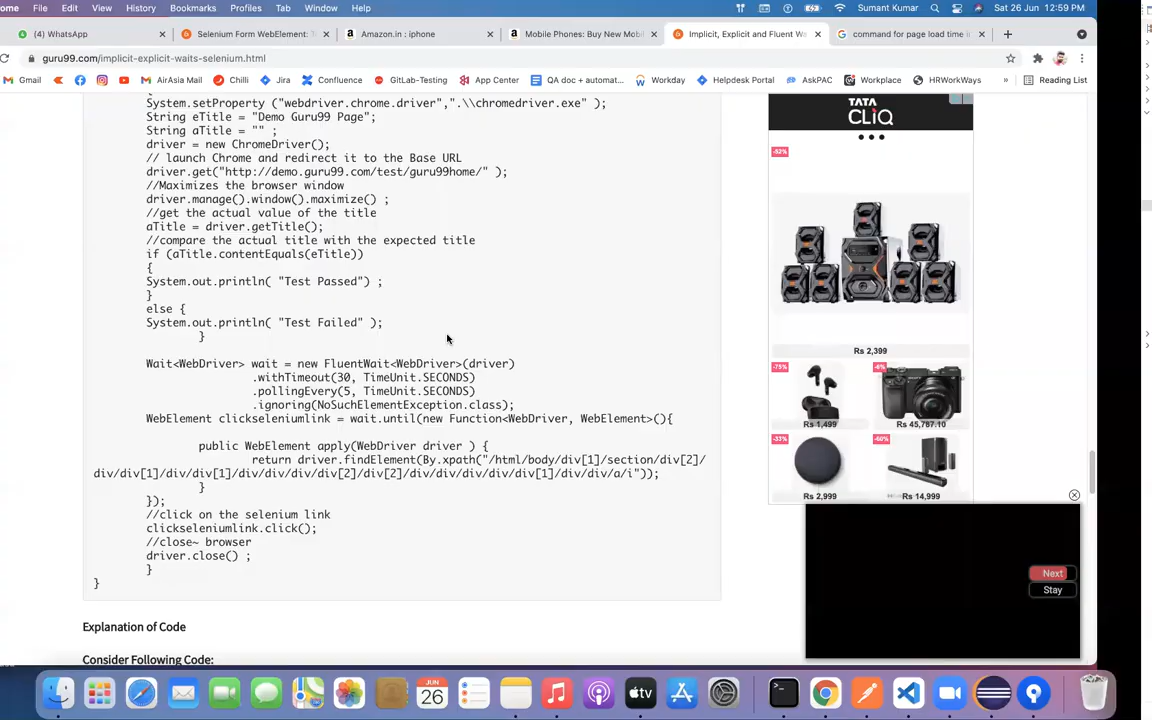 ome File Edit View History Bookmarks Profiles Tab Window Help Sumant Kumar Sat 26 Jun 12:59 PM
(4) WhatsApp Selenium Form WebElement: T Amazon.in : iphone Mobile Phones: Buy New Mobil Implicit, Explicit and Fluent Wa command for page load time i
guru99.com/implicit-explicit-waits-selenium.html
Gmail AirAsia Mail Chilli Jira Confluence GitLab-Testing App Center QA doc + automat... Workday Helpdesk Portal AskPAC Workplace HRWorkWays » Reading List
{
System.setProperty ("webdriver.chrome.driver",".\\chromedriver.exe" );
String eTitle = "Demo Guru99 Page";
String aTitle = "" ;
driver = new ChromeDriver();
// launch Chrome and redirect it to the Base URL
driver.get("http://demo.guru99.com/test/guru99home/" );
//Maximizes the browser window
driver.manage().window().maximize() ;
//get the actual value of the title
aTitle = driver.getTitle();
//compare the actual title with the expected title
if (aTitle.contentEquals(eTitle))
{
System.out.println( "Test Passed") ;
}
else {
System.out.println( "Test Failed" );
}
Wait<WebDriver> wait = new FluentWait<WebDriver>(driver)
.withTimeout(30, TimeUnit.SECONDS)
.pollingEvery(5, TimeUnit.SECONDS)
.ignoring(NoSuchElementException.class);
WebElement clickseleniumlink = wait.until(new Function<WebDriver, WebElement>(){
public WebElement apply(WebDriver driver ) {
return driver.findElement(By.xpath("/html/body/div[1]/section/div[2]/
div/div[1]/div/div[1]/div/div/div/div[2]/div[2]/div/div/div/div/div[1]/div/div/a/i"));
}
});
//click on the selenium link
clickseleniumlink.click();
//close~ browser
driver.close() ;
}
}
Explanation of Code
Consider Following Code:
TATA
CLiQ
-52%
Rs 2,399
-75%
Rs 1,499
-6%
Rs 45,787.10
-33%
Rs 2,999
-60%
Rs 14,999
Next
Stay
JUN
26
tv